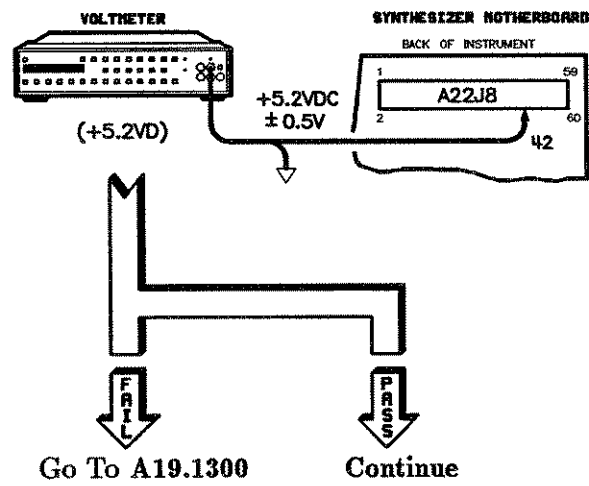 VOLTMETER
SYNTHESIZER MOTHERBOARD
BACK OF INSTRUMENT
1
59
A22J8
2
60
42
+5.2VDC
± 0.5V
(+5.2VD)
FAIL
PASS
Go To A19.1300
Continue